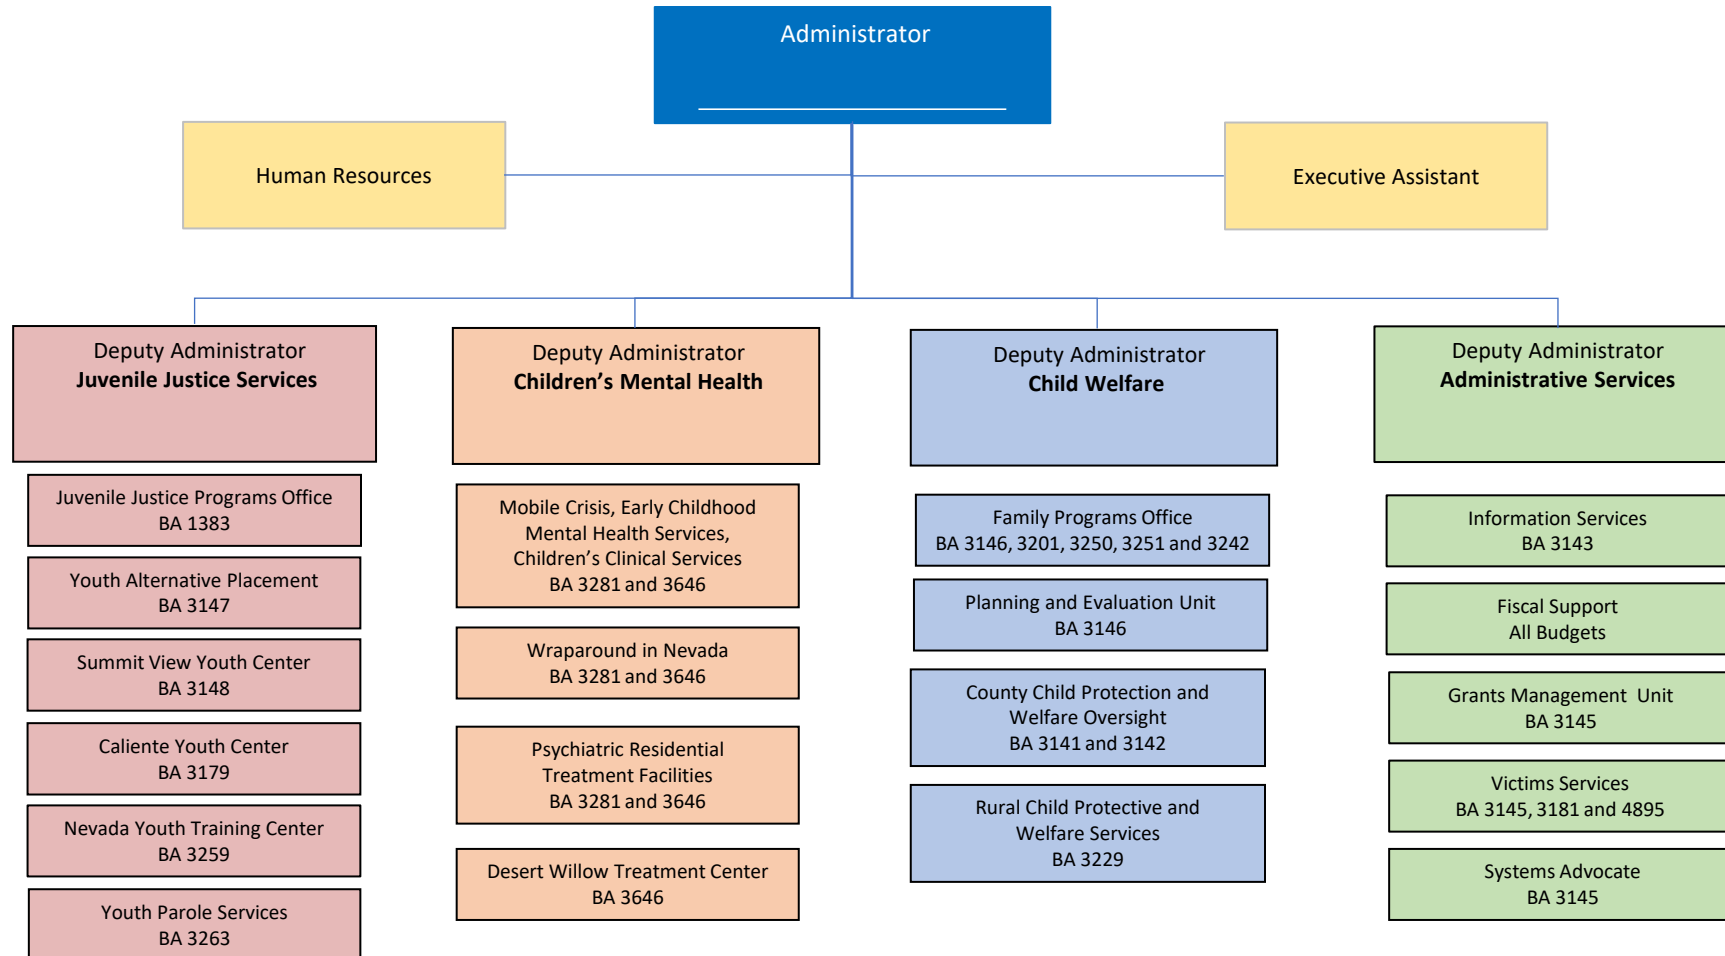 Administrator
Human Resources
Executive Assistant
Deputy Administrator
Juvenile Justice Services
Juvenile Justice Programs Office
BA 1383
Youth Alternative Placement
BA 3147
Summit View Youth Center
BA 3148
Caliente Youth Center
BA 3179
Nevada Youth Training Center
BA 3259
Youth Parole Services
BA 3263
Deputy Administrator
Children’s Mental Health
Mobile Crisis, Early Childhood
Mental Health Services,
Children’s Clinical Services
BA 3281 and 3646
Wraparound in Nevada
BA 3281 and 3646
Psychiatric Residential
Treatment Facilities
BA 3281 and 3646
Desert Willow Treatment Center
BA 3646
Deputy Administrator
Child Welfare
Family Programs Office
BA 3146, 3201, 3250, 3251 and 3242
Planning and Evaluation Unit
BA 3146
County Child Protection and
Welfare Oversight
BA 3141 and 3142
Rural Child Protective and
Welfare Services
BA 3229
Deputy Administrator
Administrative Services
Information Services
BA 3143
Fiscal Support
All Budgets
Grants Management Unit
BA 3145
Victims Services
BA 3145, 3181 and 4895
Systems Advocate
BA 3145